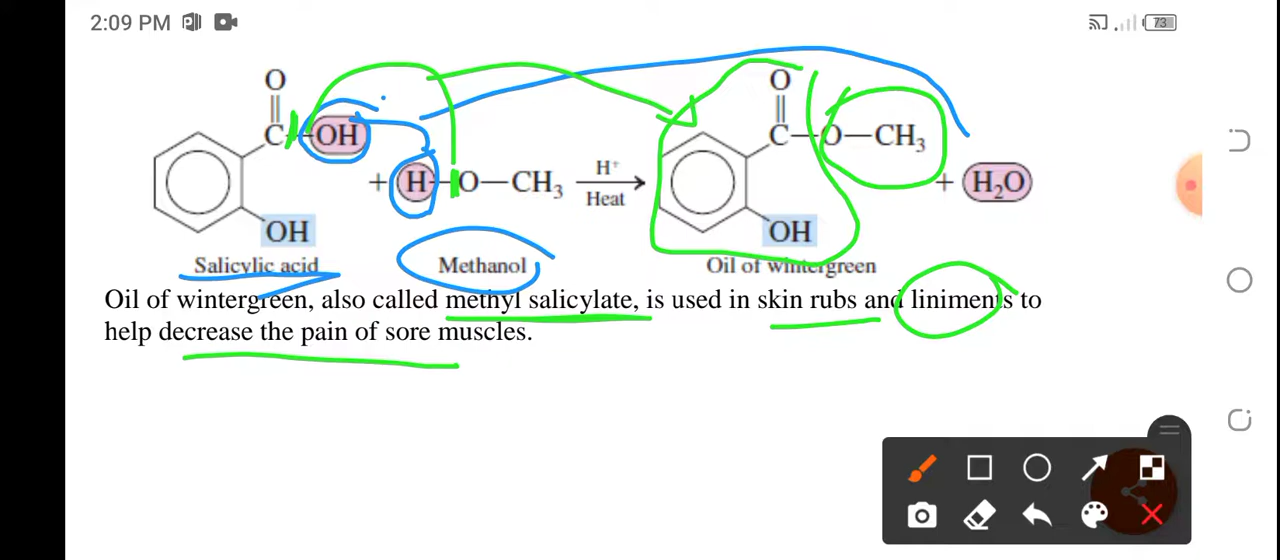 2:09 PM 73
O O
C OH C O—CH₃
+ H—O—CH₃ H⁺ + H₂O
Heat
OH OH
Salicylic acid Methanol Oil of wintergreen
Oil of wintergreen, also called methyl salicylate, is used in skin rubs and liniments to
help decrease the pain of sore muscles.